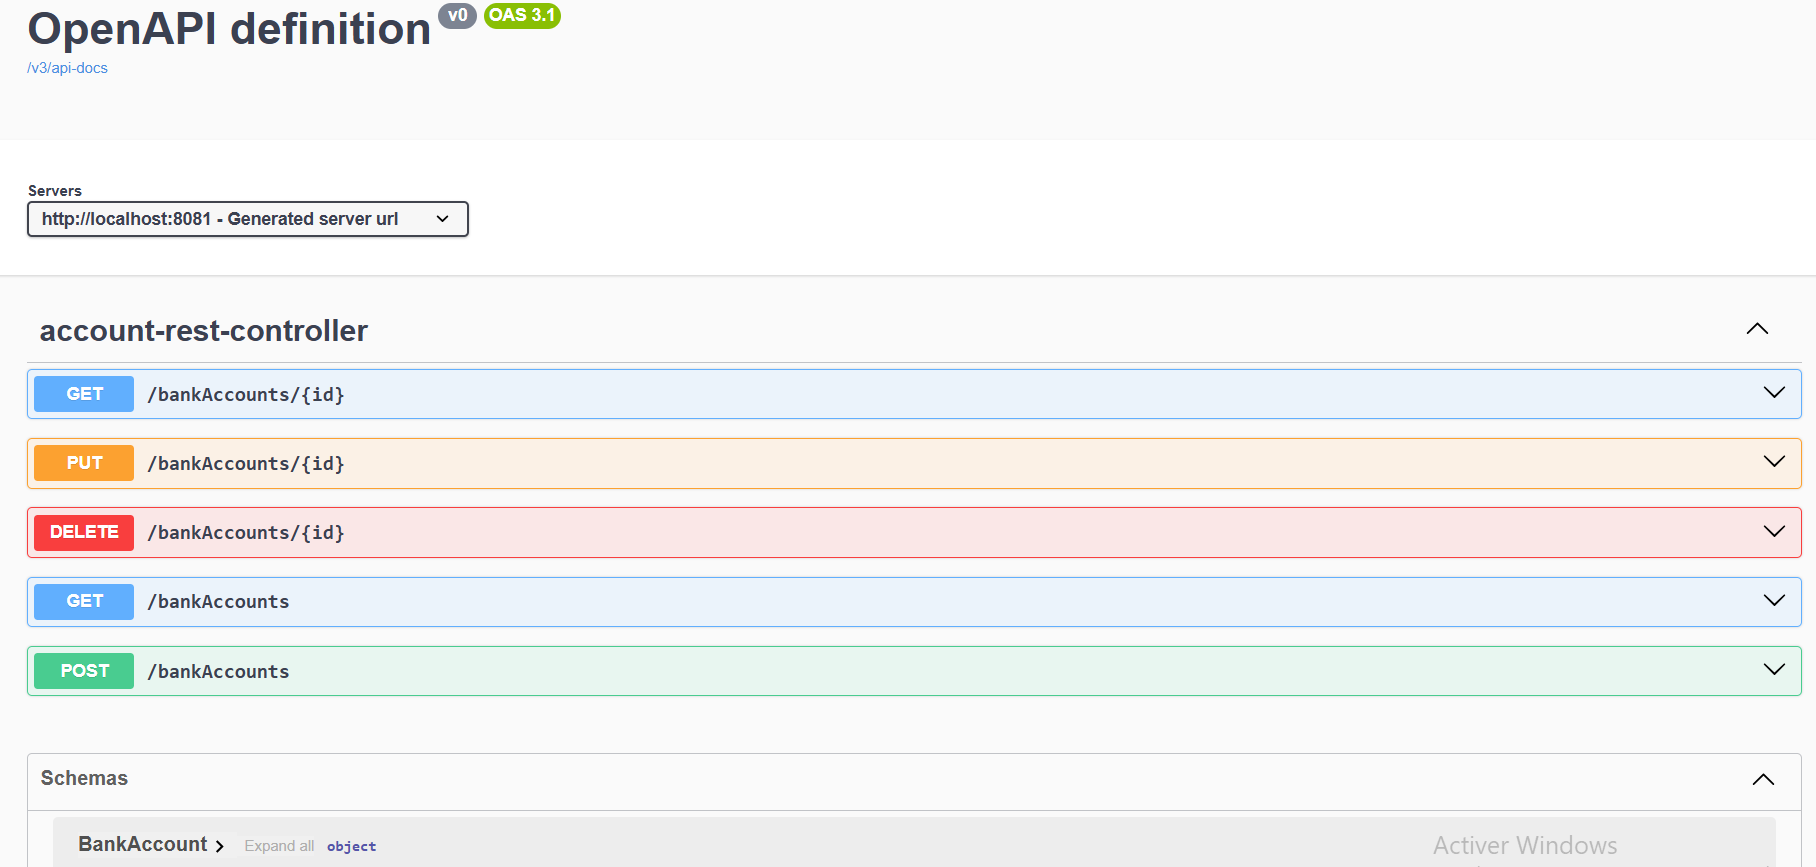 OpenAPI definition v0 OAS 3.1
/v3/api-docs
Servers
http://localhost:8081 - Generated server url
account-rest-controller
GET /bankAccounts/{id}
PUT /bankAccounts/{id}
DELETE /bankAccounts/{id}
GET /bankAccounts
POST /bankAccounts
Schemas
BankAccount Expand all object
Activer Windows